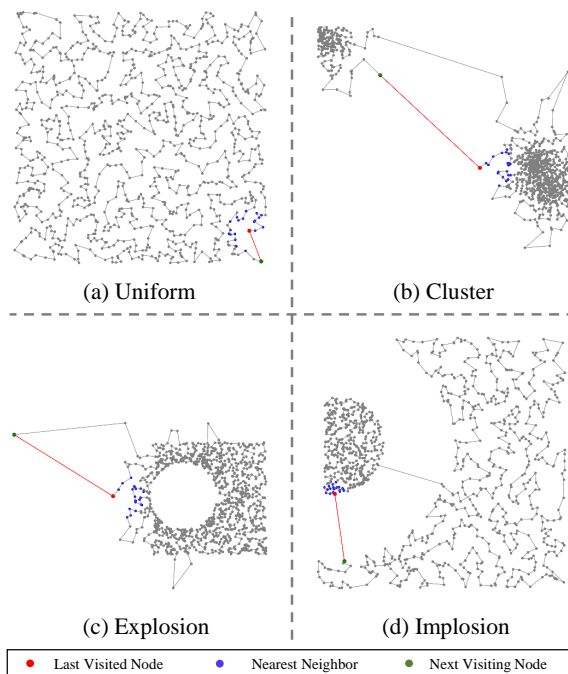 (a) Uniform
(b) Cluster
(c) Explosion
(d) Implosion
Last Visited Node
Nearest Neighbor
Next Visiting Node